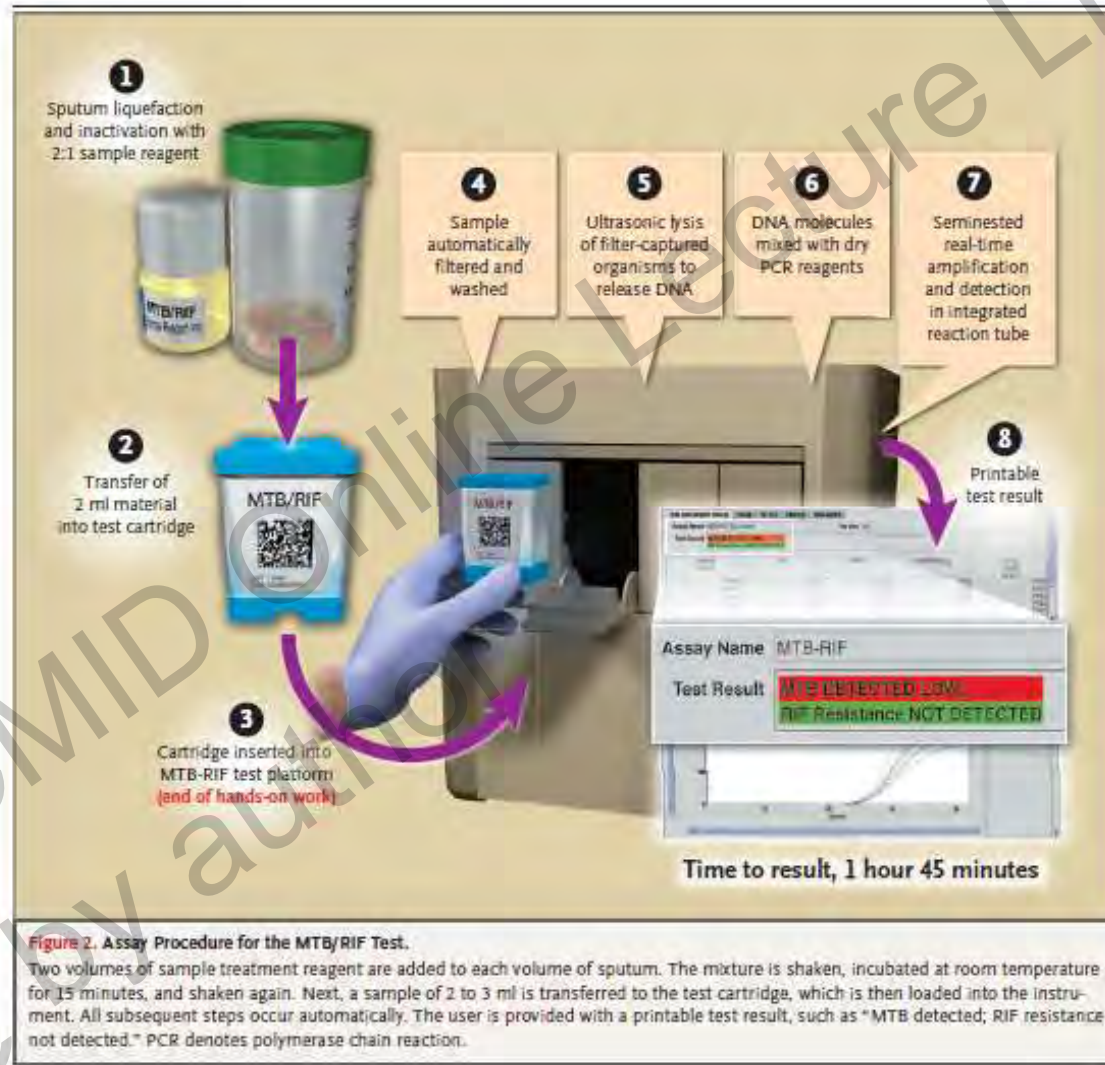 1
Sputum liquefaction
and inactivation with
2:1 sample reagent
MTB/RIF
2
Transfer of
2 ml material
into test cartridge
MTB/RIF
3
Cartridge inserted into
MTB-RIF test platform
(end of hands-on work)
4
Sample
automatically
filtered and
washed
5
Ultrasonic lysis
of filter-captured
organisms to
release DNA
6
DNA molecules
mixed with dry
PCR reagents
7
Seminested
real-time
amplification
and detection
in integrated
reaction tube
8
Printable
test result
MTB/RIF
Assay Name MTB-RIF
Test Result MTB DETECTED LOW
RIF Resistance NOT DETECTED
Time to result, 1 hour 45 minutes
Figure 2. Assay Procedure for the MTB/RIF Test.
Two volumes of sample treatment reagent are added to each volume of sputum. The mixture is shaken, incubated at room temperature
for 15 minutes, and shaken again. Next, a sample of 2 to 3 ml is transferred to the test cartridge, which is then loaded into the instru-
ment. All subsequent steps occur automatically. The user is provided with a printable test result, such as "MTB detected; RIF resistance
not detected." PCR denotes polymerase chain reaction.
MID Online Lecture
by author